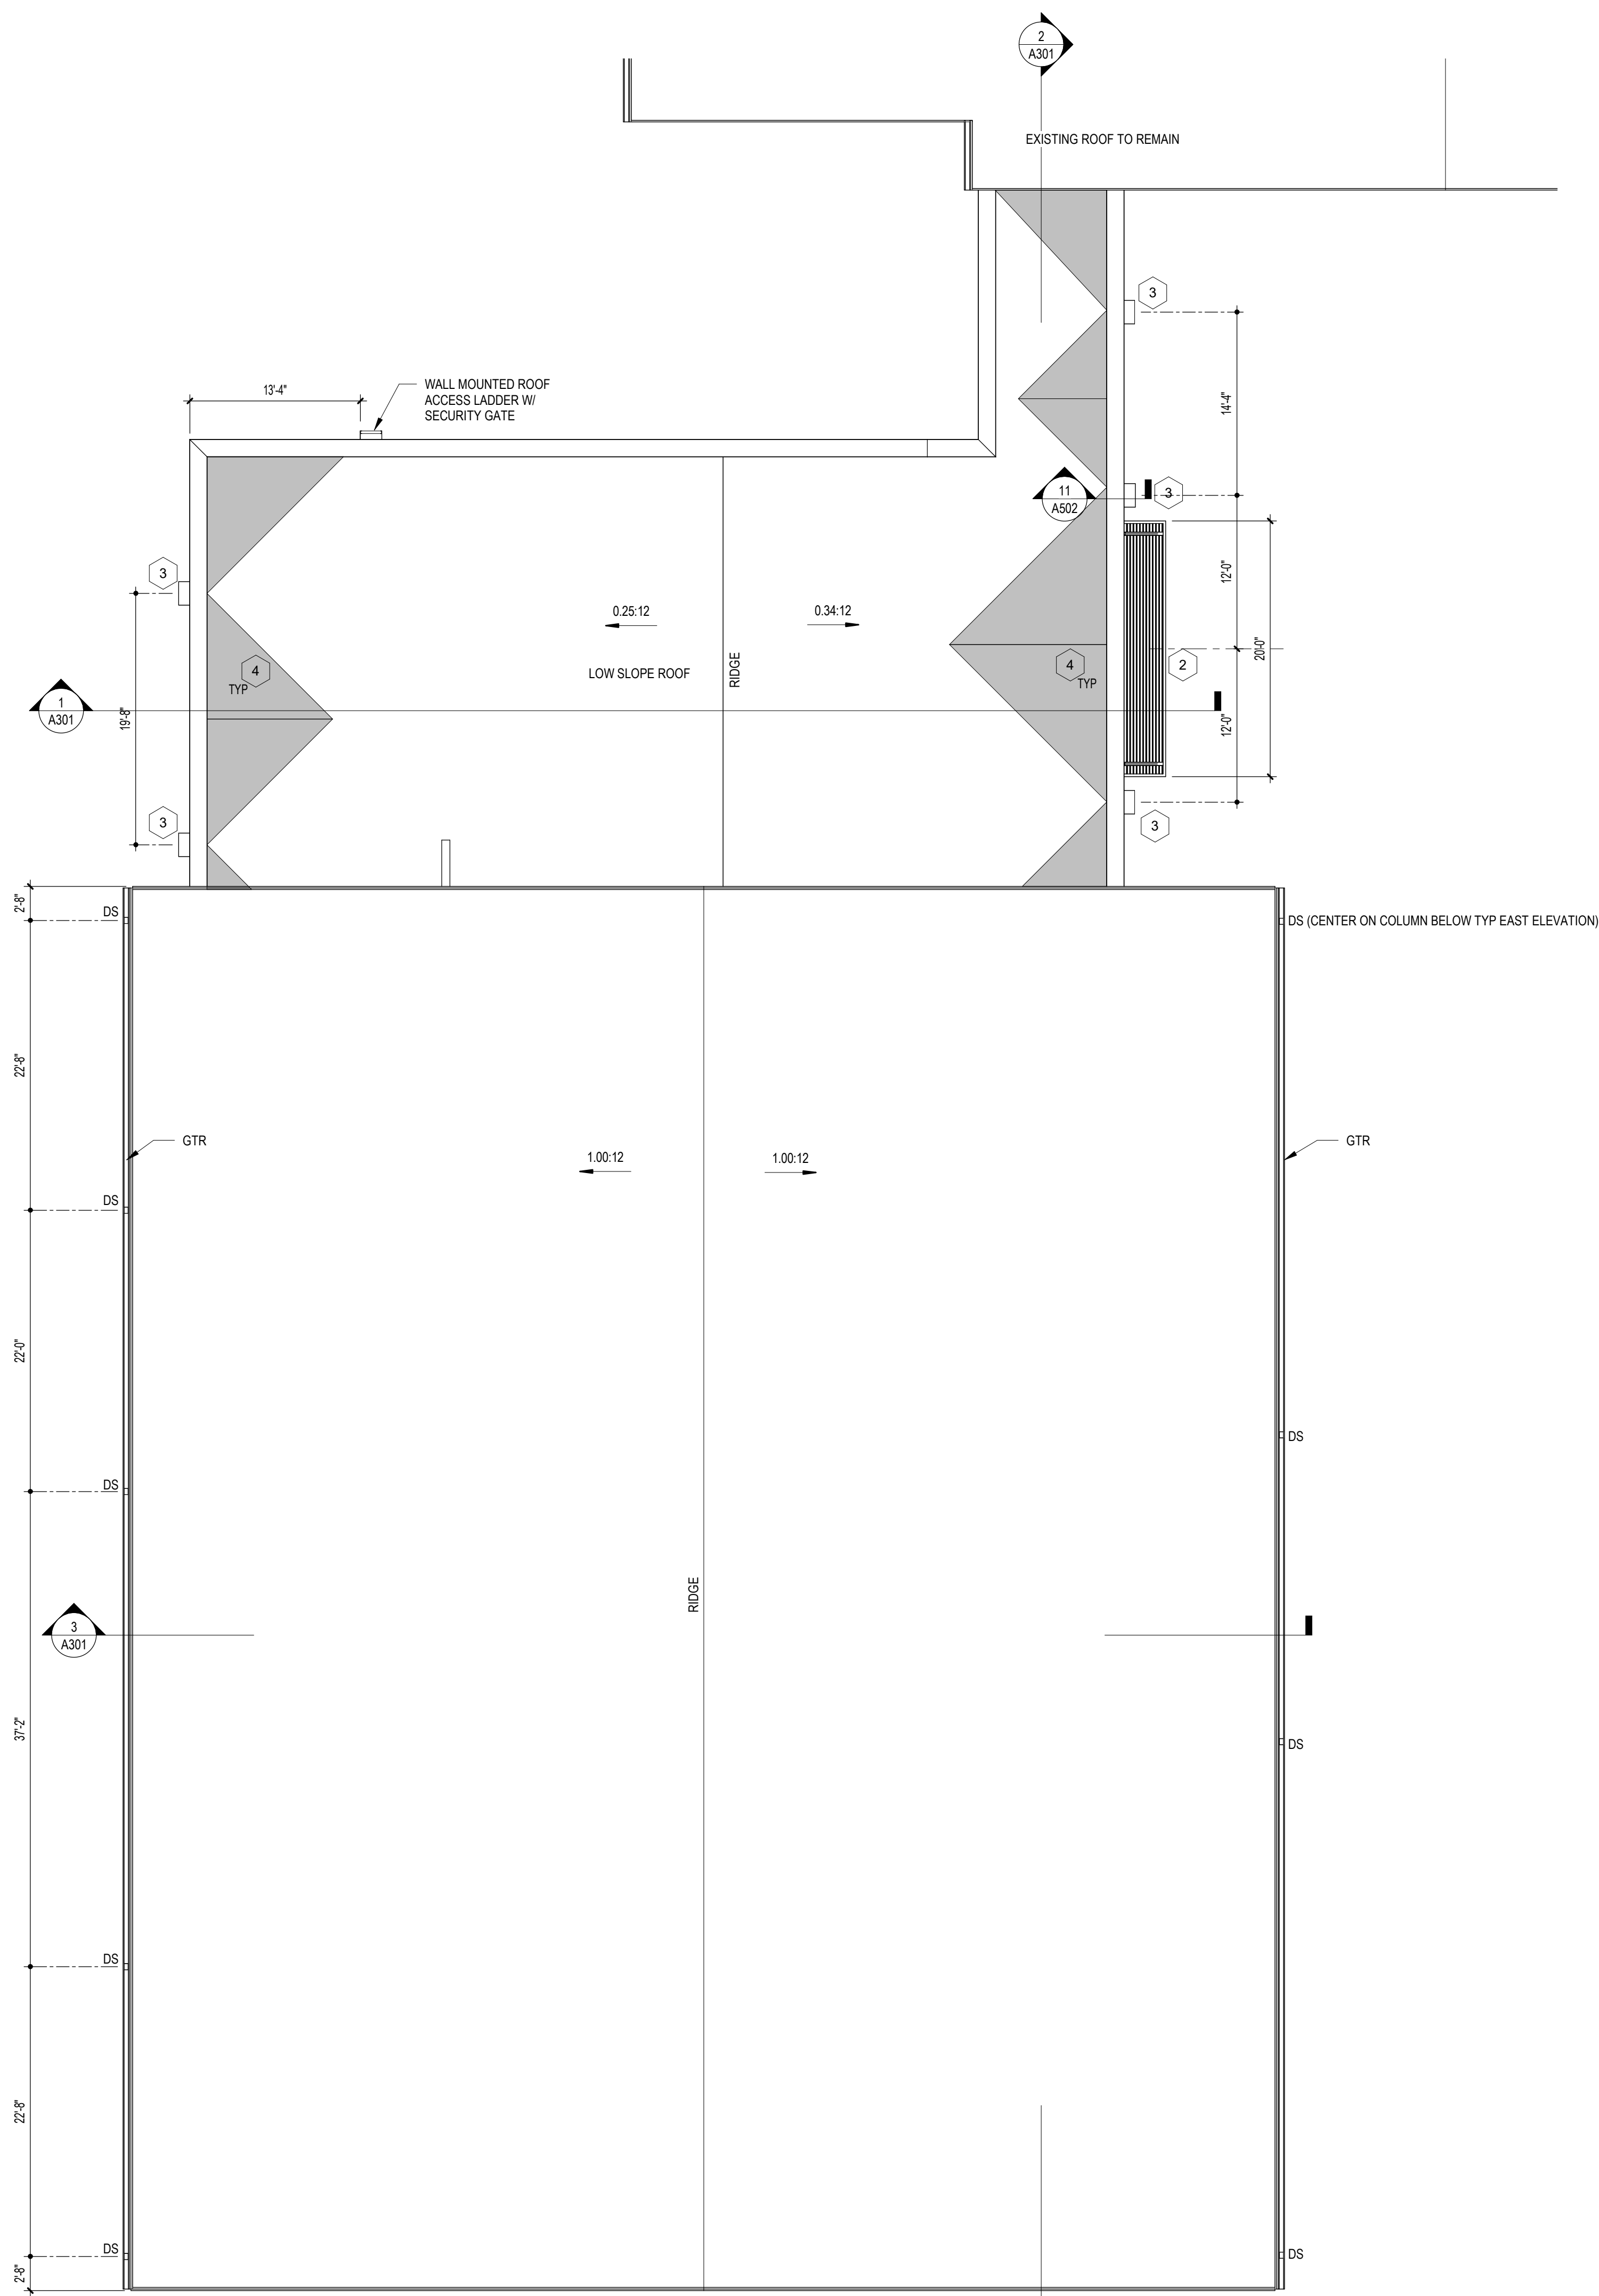 2
A301
EXISTING ROOF TO REMAIN
3
13'-4"
WALL MOUNTED ROOF
ACCESS LADDER W/
SECURITY GATE
14'-4"
11
A502
3
3
12'-0"
0.25:12
0.34:12
20'-0"
4
TYP
LOW SLOPE ROOF
RIDGE
4
TYP
2
1
A301
19'-8"
12'-0"
3
3
2'-8"
DS
DS (CENTER ON COLUMN BELOW TYP EAST ELEVATION)
22'-8"
GTR
GTR
1.00:12
1.00:12
DS
22'-0"
DS
DS
RIDGE
3
A301
37'-2"
DS
DS
22'-8"
DS
DS
2'-8"